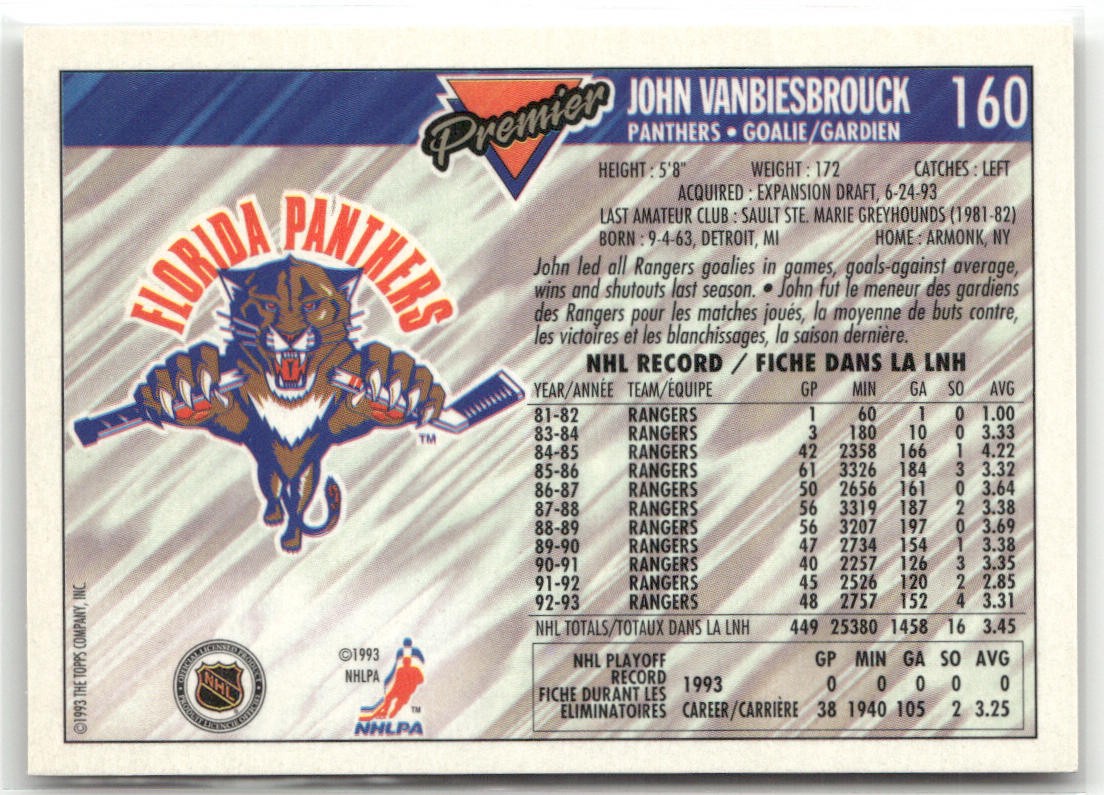 Premier
JOHN VANBIESBROUCK 160
PANTHERS • GOALIE/GARDIEN
HEIGHT : 5'8" WEIGHT : 172 CATCHES : LEFT
ACQUIRED : EXPANSION DRAFT, 6-24-93
LAST AMATEUR CLUB : SAULT STE. MARIE GREYHOUNDS (1981-82)
BORN : 9-4-63, DETROIT, MI HOME : ARMONK, NY
John led all Rangers goalies in games, goals-against average,
wins and shutouts last season. • John fut le meneur des gardiens
des Rangers pour les matches joués, la moyenne de buts contre,
les victoires et les blanchissages, la saison dernière.
NHL RECORD / FICHE DANS LA LNH
YEAR/ANNÉE TEAM/ÉQUIPE GP MIN GA SO AVG
81-82 RANGERS 1 60 1 0 1.00
83-84 RANGERS 3 180 10 0 3.33
84-85 RANGERS 42 2358 166 1 4.22
85-86 RANGERS 61 3326 184 3 3.32
86-87 RANGERS 50 2656 161 0 3.64
87-88 RANGERS 56 3319 187 2 3.38
88-89 RANGERS 56 3207 197 0 3.69
89-90 RANGERS 47 2734 154 1 3.38
90-91 RANGERS 40 2257 126 3 3.35
91-92 RANGERS 45 2526 120 2 2.85
92-93 RANGERS 48 2757 152 4 3.31
NHL TOTALS/TOTAUX DANS LA LNH 449 25380 1458 16 3.45
NHL PLAYOFF GP MIN GA SO AVG
RECORD
FICHE DURANT LES
ELIMINATOIRES
1993 0 0 0 0 0
CAREER/CARRIÈRE 38 1940 105 2 3.25
FLORIDA PANTHERS
TM
©1993 THE TOPPS COMPANY, INC.
OFFICIAL LICENSED PRODUCT
NHL
PRODUIT LICENCIÉ OFFICIEL
©1993
NHLPA
TM
NHLPA